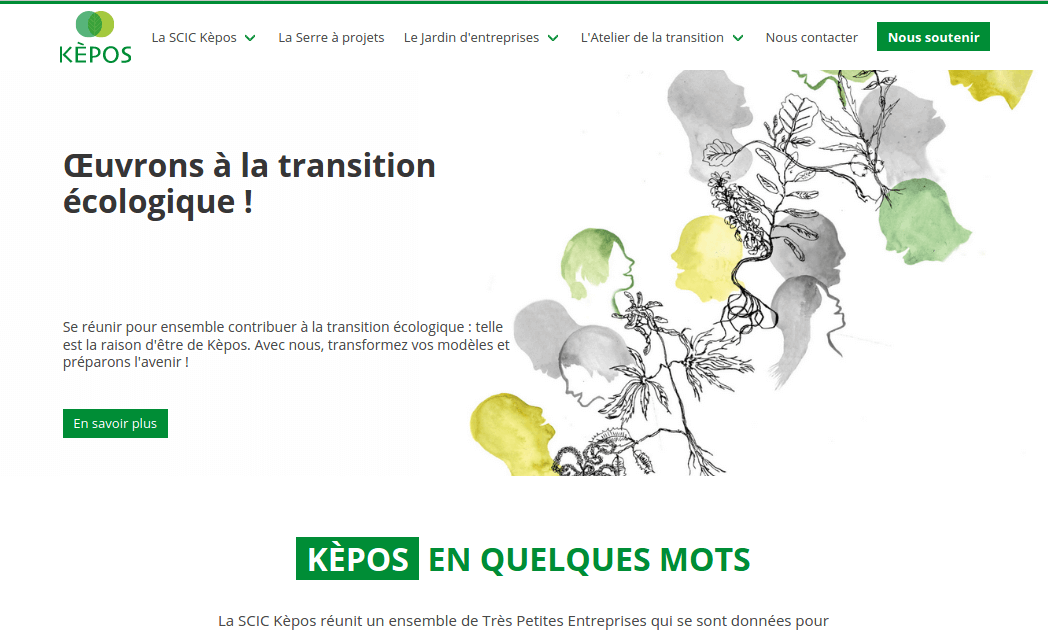 KÈPOS
La SCIC Kèpos
La Serre à projets
Le Jardin d'entreprises
L'Atelier de la transition
Nous contacter
Nous soutenir
Œuvrons à la transition
écologique !
Se réunir pour ensemble contribuer à la transition écologique : telle
est la raison d'être de Kèpos. Avec nous, transformez vos modèles et
préparons l'avenir !
En savoir plus
KÈPOS EN QUELQUES MOTS
La SCIC Kèpos réunit un ensemble de Très Petites Entreprises qui se sont données pour